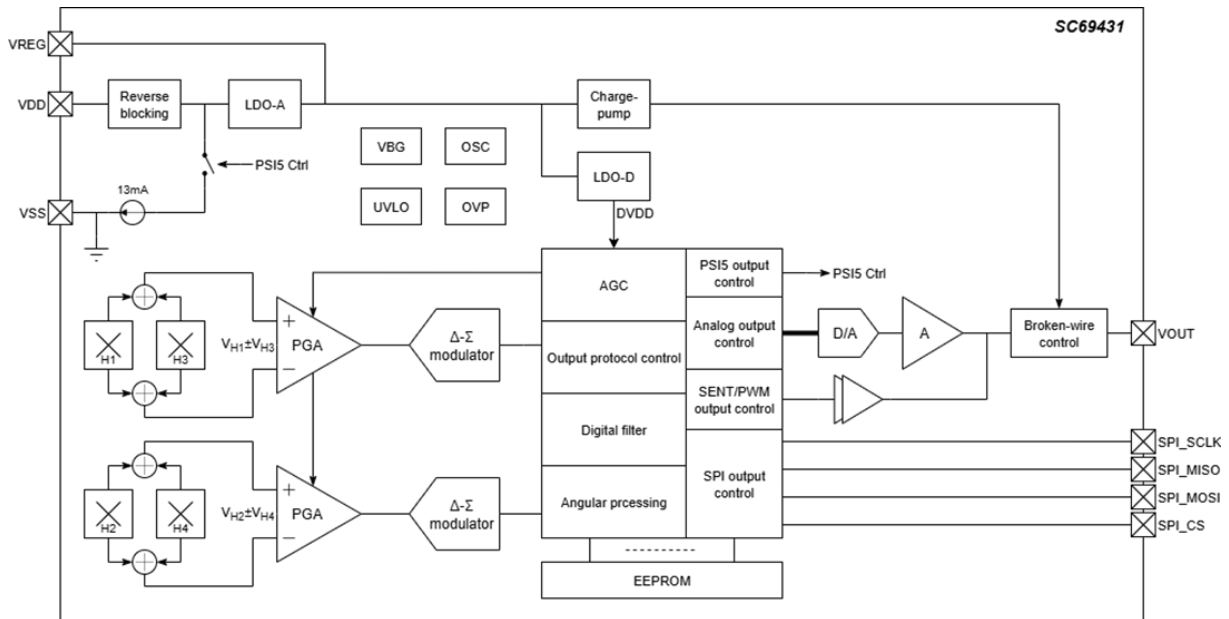 SC69431
VREG
VDD
Reverse
blocking
LDO-A
Charge-
pump
VBG
OSC
PSI5 Ctrl
LDO-D
13mA
VSS
UVLO
OVP
DVDD
AGC
PSI5 output
control
PSI5 Ctrl
H1
H3
VH1±VH3
+
PGA
−
Δ-Σ
modulator
Output protocol control
Analog output
control
D/A
A
Broken-wire
control
VOUT
SENT/PWM
output control
Digital filter
SPI output
control
SPI_SCLK
SPI_MISO
SPI_MOSI
SPI_CS
H2
H4
VH2±VH4
+
PGA
−
Δ-Σ
modulator
Angular prcessing
EEPROM